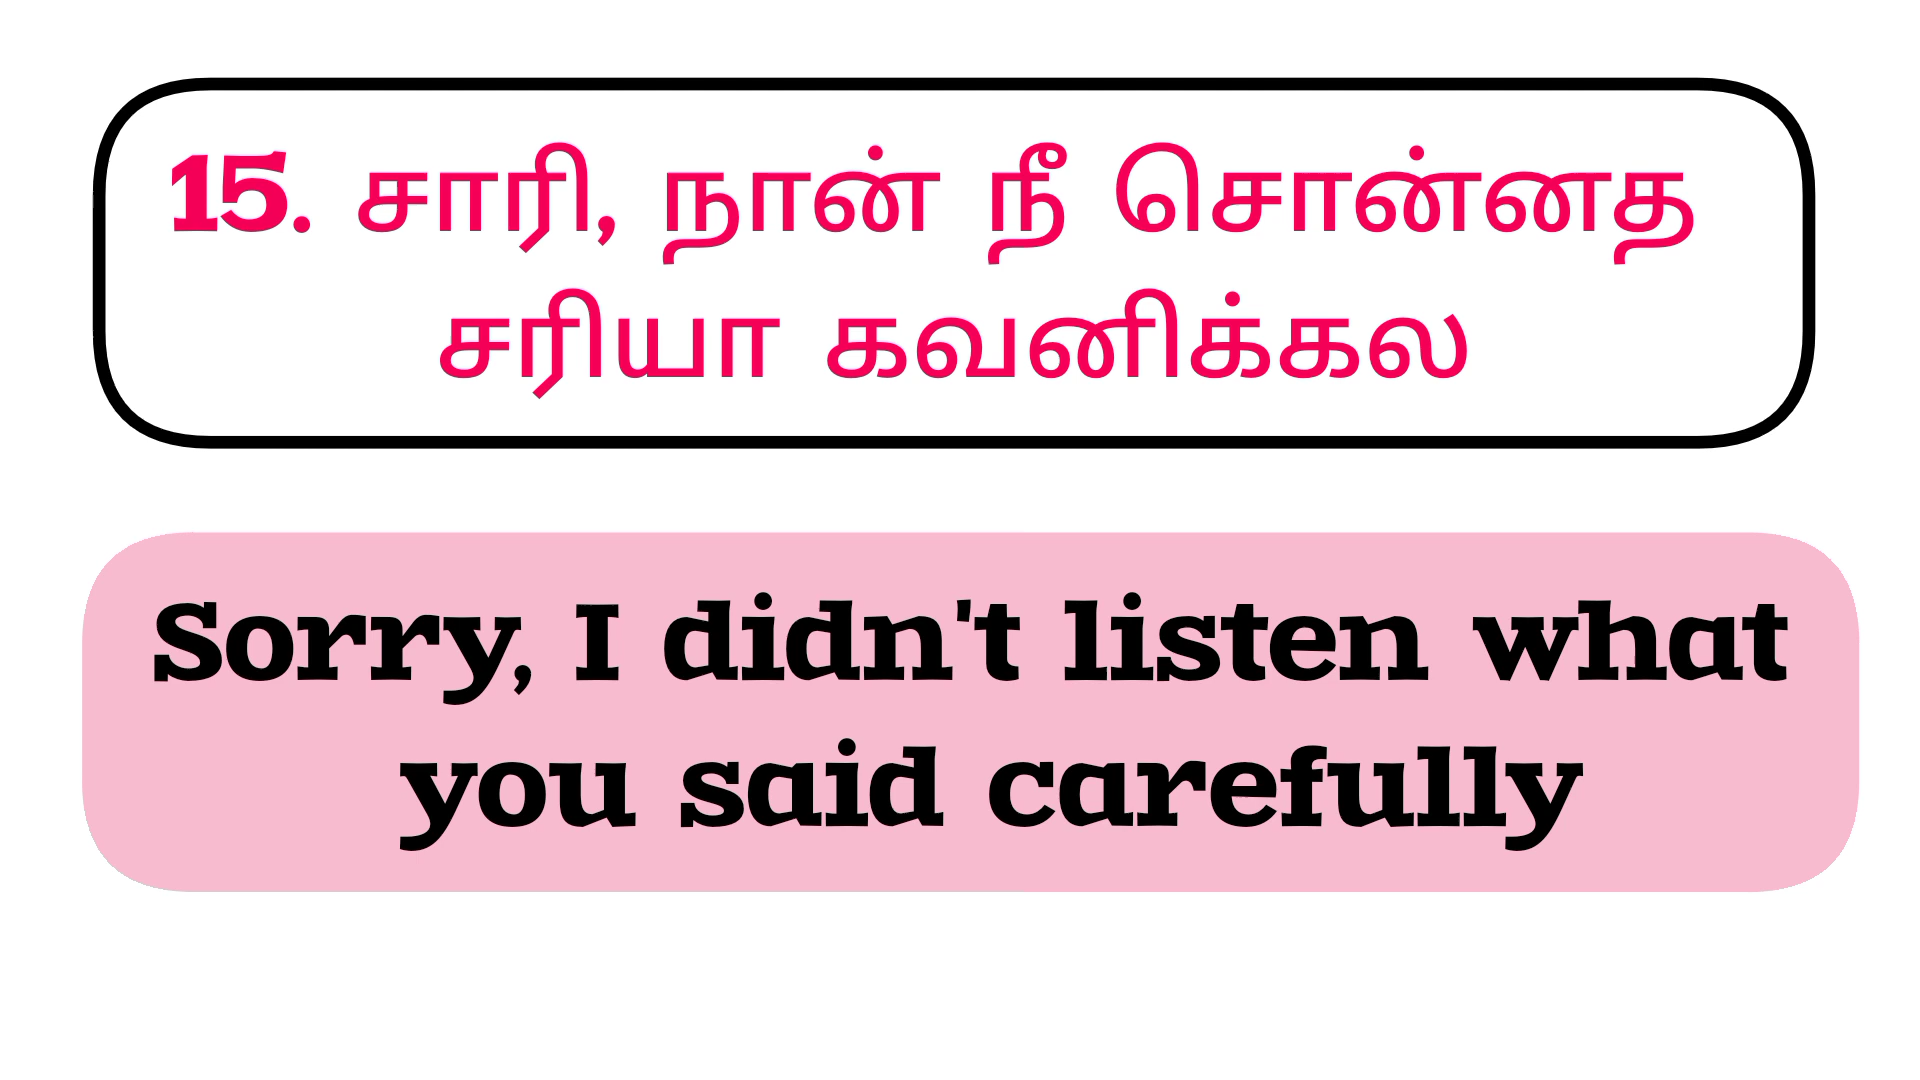 15. சாரி, நான் நீ சொன்னத
சரியா கவனிக்கல
Sorry, I didn't listen what
you said carefully